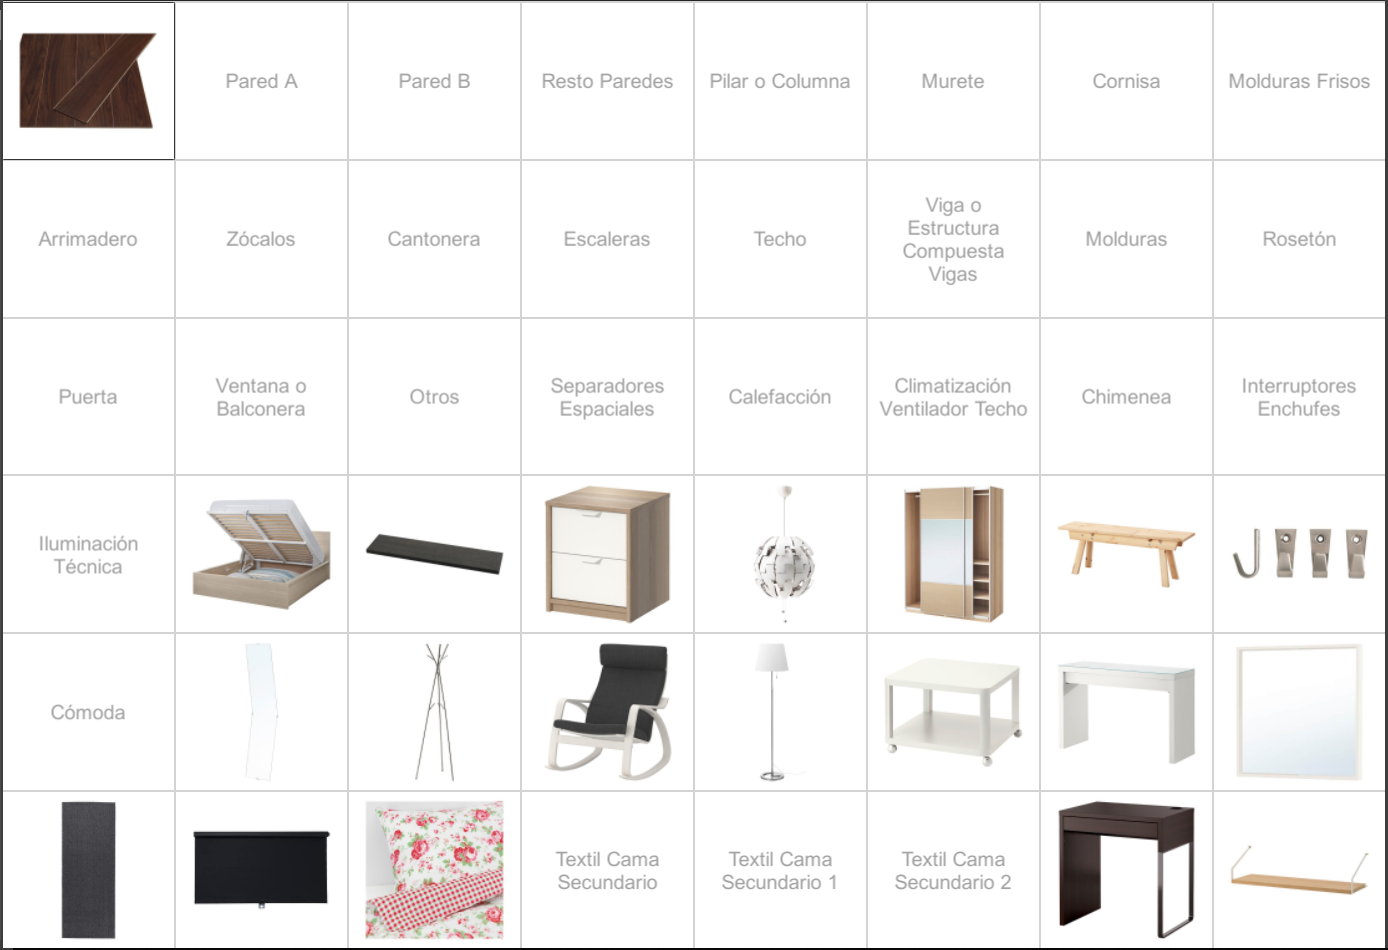 Pared A
Pared B
Resto Paredes
Pilar o Columna
Murete
Cornisa
Molduras Frisos
Arrimadero
Zócalos
Cantonera
Escaleras
Techo
Viga o
Estructura
Compuesta
Vigas
Molduras
Rosetón
Puerta
Ventana o
Balconera
Otros
Separadores
Espaciales
Calefacción
Climatización
Ventilador Techo
Chimenea
Interruptores
Enchufes
Iluminación
Técnica
Cómoda
Textil Cama
Secundario
Textil Cama
Secundario 1
Textil Cama
Secundario 2